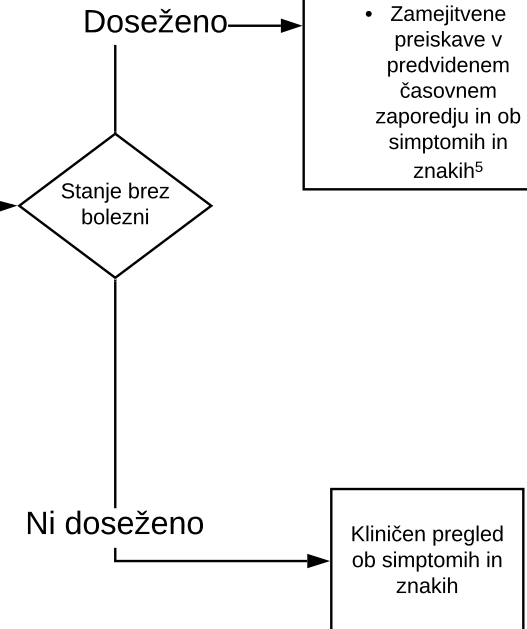 Doseženo
• Zamejitvene
preiskave v
predvidenem
časovnem
zaporedju in ob
simptomih in
znakih⁵
Stanje brez
bolezni
Ni doseženo
Kliničen pregled
ob simptomih in
znakih